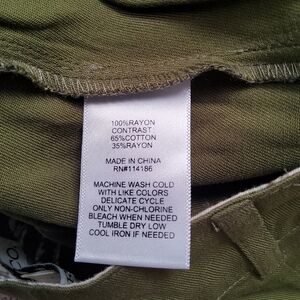 100%RAYON
CONTRAST
65%COTTON
35%RAYON
MADE IN CHINA
RN#114186
MACHINE WASH COLD
WITH LIKE COLORS
DELICATE CYCLE
ONLY NON-CHLORINE
BLEACH WHEN NEEDED
TUMBLE DRY LOW
COOL IRON IF NEEDED